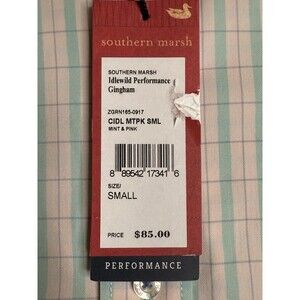 southern marsh
SOUTHERN MARSH
Idlewild Performance
Gingham
ZGRN165-0917
CIDL MTPK SML
MINT & PINK
8 89542 17341 6
SIZE/
SMALL
PRICE $85.00
PERFORMANCE